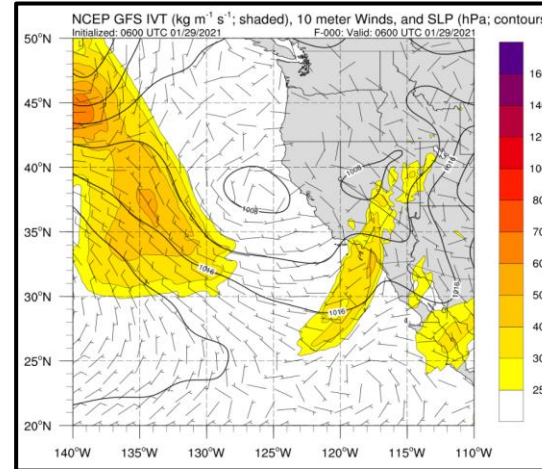 NCEP GFS IVT (kg m⁻¹ s⁻¹; shaded), 10 meter Winds, and SLP (hPa; contours
Initialized: 0600 UTC 01/29/2021 F-000: Valid: 0600 UTC 01/29/2021
50°N
45°N
40°N
35°N
30°N
25°N
20°N
140°W 135°W 130°W 125°W 120°W 115°W 110°W
1008
1008
1016
1016
1016
1016
16
14
12
10
80
70
60
50
40
30
25